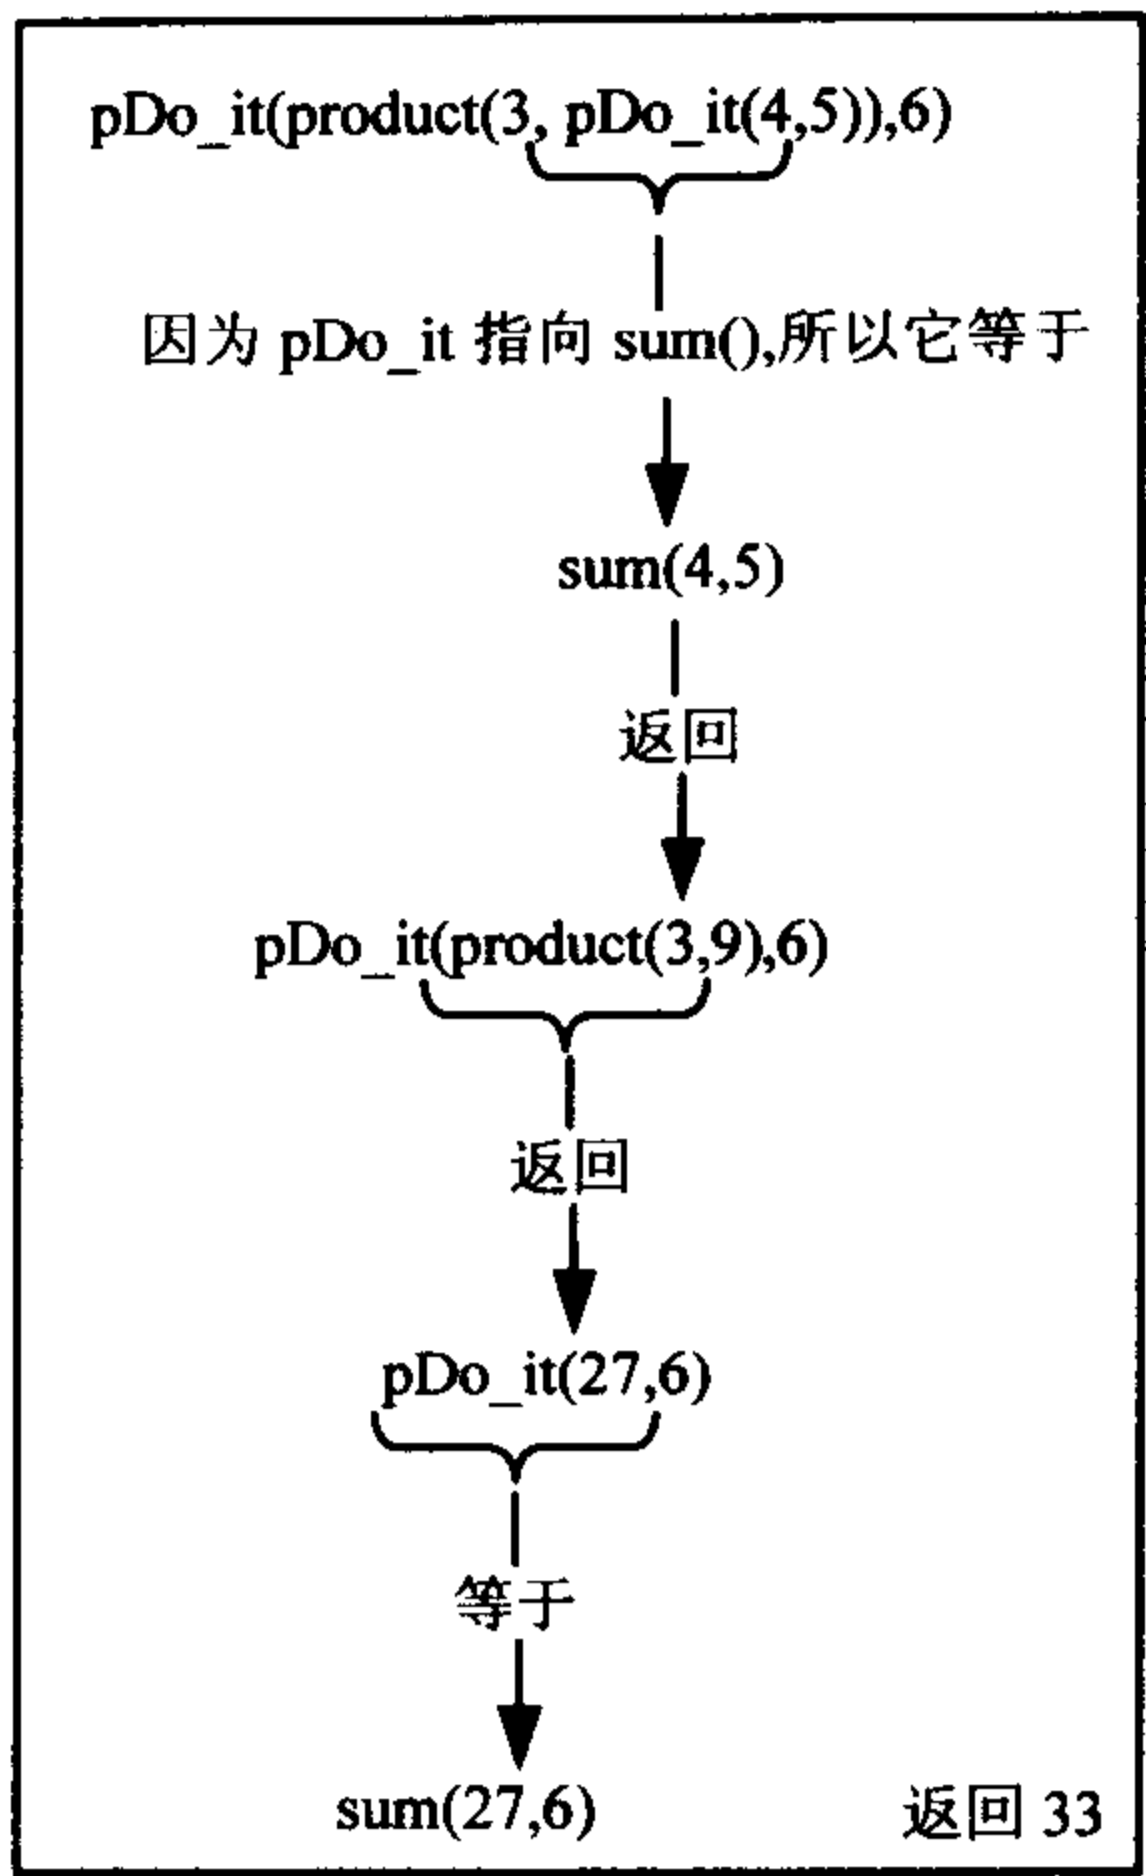 pDo_it(product(3, pDo_it(4,5)),6)
因为 pDo_it 指向 sum(),所以它等于
sum(4,5)
返回
pDo_it(product(3,9),6)
返回
pDo_it(27,6)
等于
sum(27,6)
返回 33